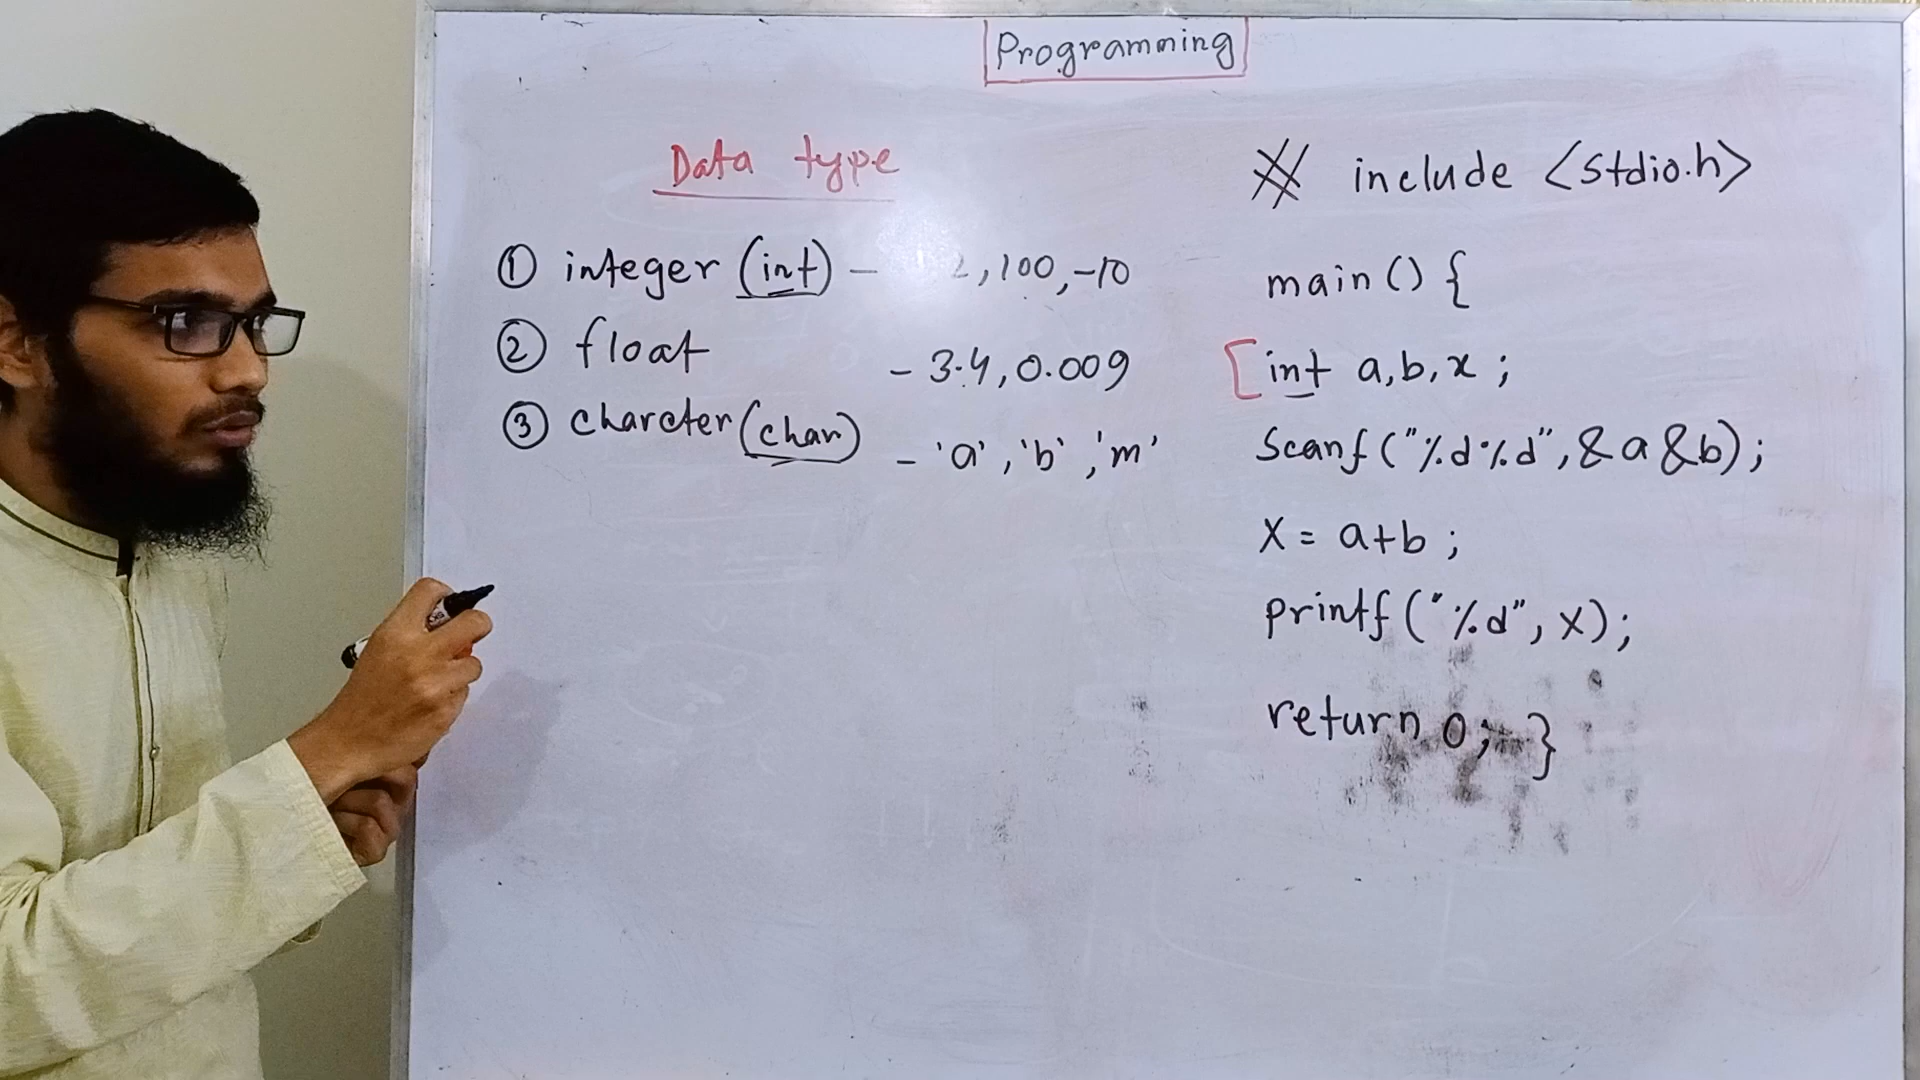 Programming
Data type
① integer (int) - 2, 100, -10
② float - 3.4, 0.009
③ charcter (char) - 'a', 'b', 'm'
# include <stdio.h>
main () {
int a, b, x ;
Scanf ("%d%d", &a &b);
X = a+b ;
printf ("%d", X);
return 0; }